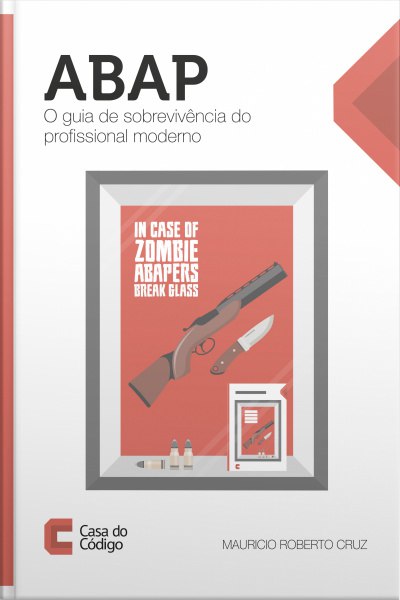 ABAP
O guia de sobrevivência do
profissional moderno
IN CASE OF
ZOMBIE
ABAPERS
BREAK GLASS
Casa do
Código
MAURICIO ROBERTO CRUZ